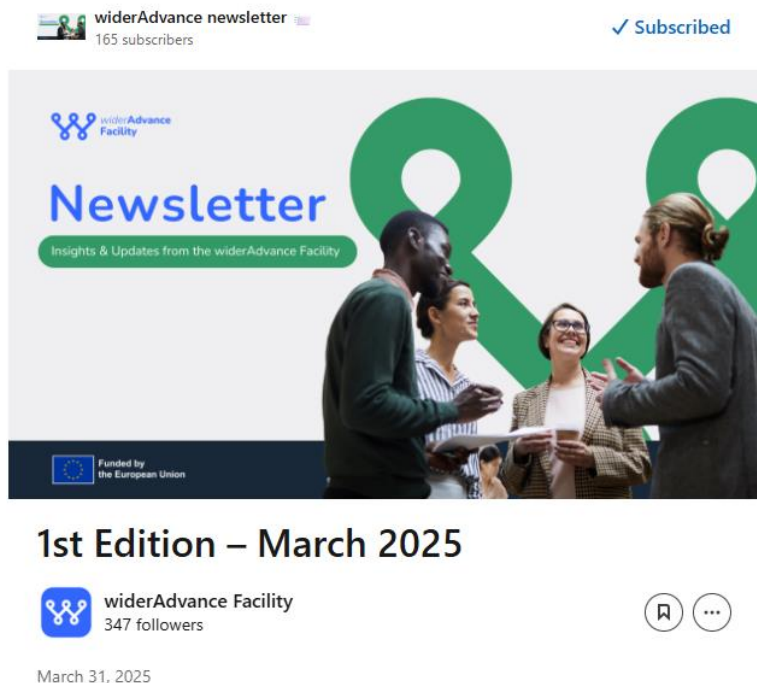 widerAdvance newsletter
165 subscribers
✓ Subscribed
widerAdvance
Facility
Newsletter
Insights & Updates from the widerAdvance Facility
Funded by
the European Union
1st Edition – March 2025
widerAdvance Facility
347 followers
March 31, 2025